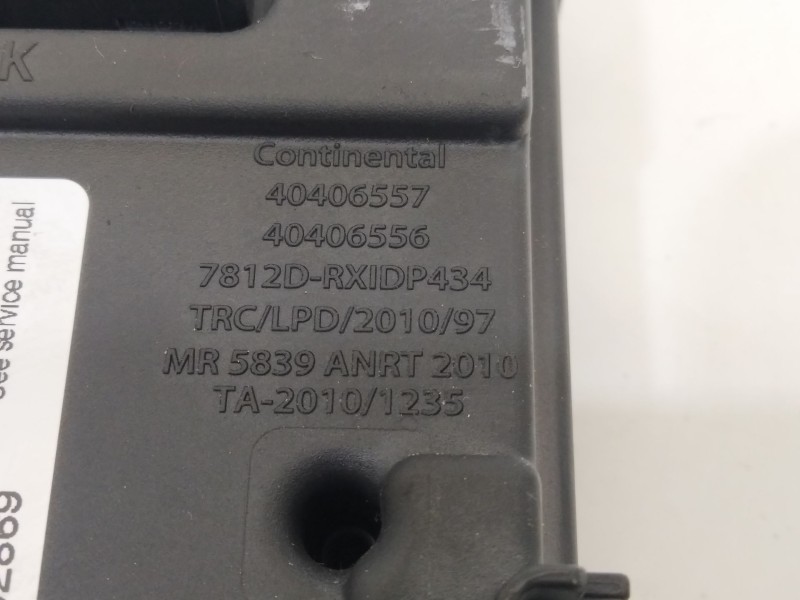 K
Continental
40406557
40406556
7812D-RXIDP434
TRC/LPD/2010/97
MR 5839 ANRT 2010
TA-2010/1235
see service manual
2869